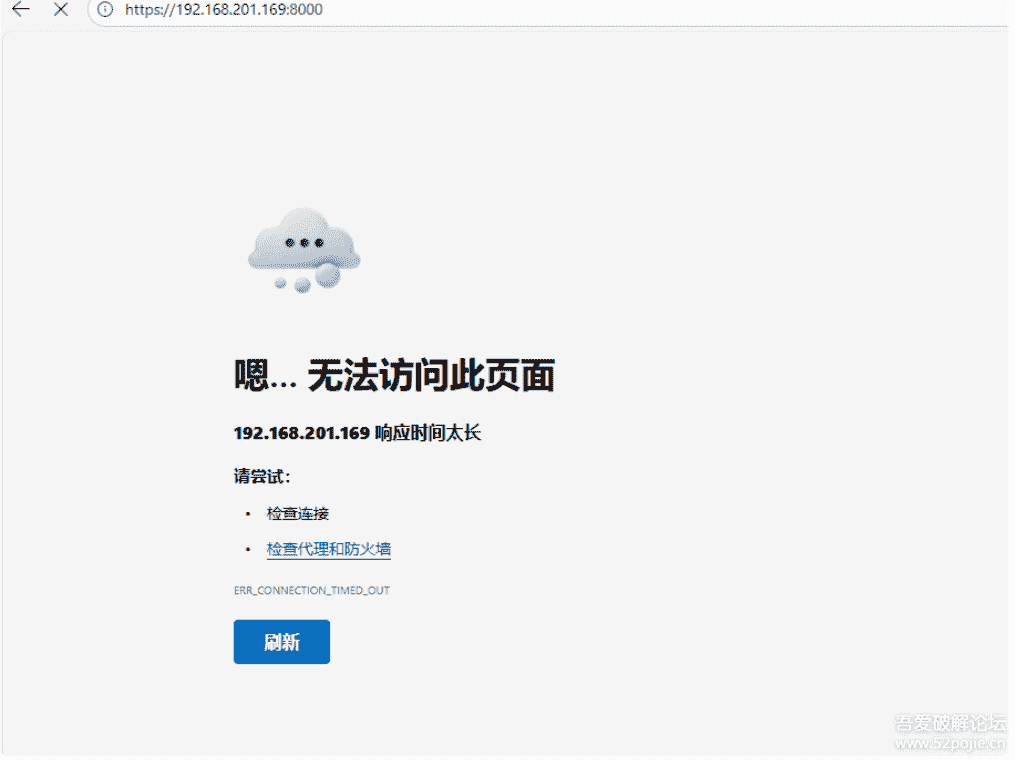 https://192.168.201.169:8000
嗯... 无法访问此页面
192.168.201.169 响应时间太长
请尝试:
• 检查连接
• 检查代理和防火墙
ERR_CONNECTION_TIMED_OUT
刷新
吾爱破解论坛
www.52pojie.cn